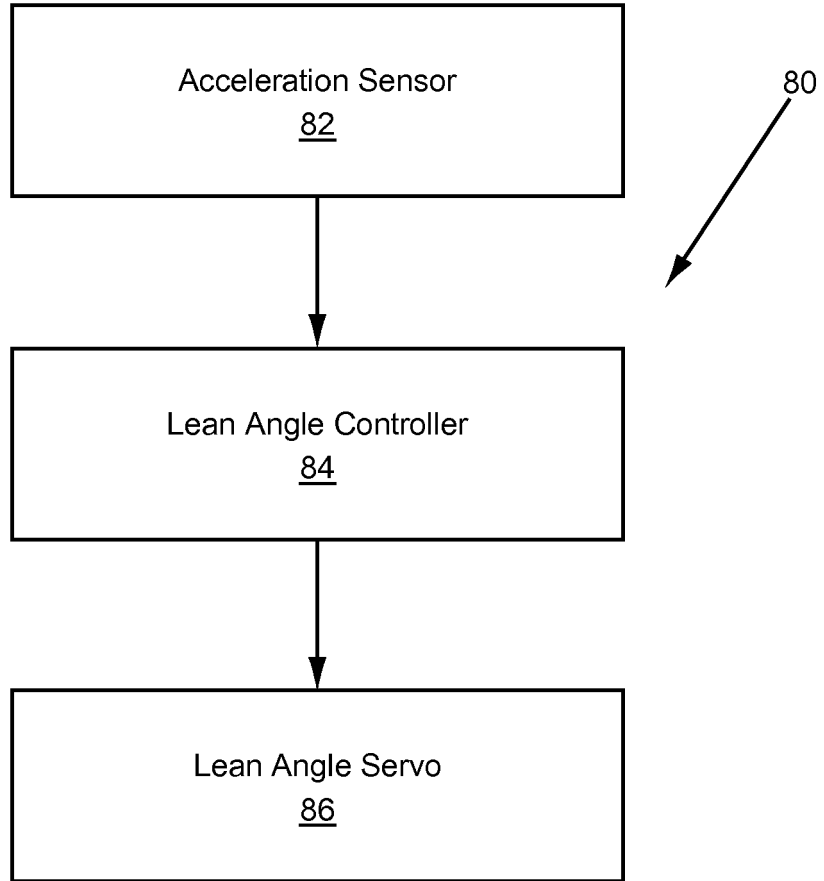 Acceleration Sensor
82
80
Lean Angle Controller
84
Lean Angle Servo
86